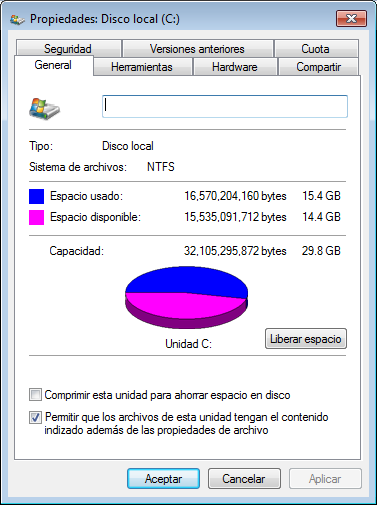 Propiedades: Disco local (C:)
Seguridad Versiones anteriores Cuota
General Herramientas Hardware Compartir
Tipo: Disco local
Sistema de archivos: NTFS
Espacio usado: 16,570,204,160 bytes 15.4 GB
Espacio disponible: 15,535,091,712 bytes 14.4 GB
Capacidad: 32,105,295,872 bytes 29.8 GB
Unidad C: Liberar espacio
Comprimir esta unidad para ahorrar espacio en disco
Permitir que los archivos de esta unidad tengan el contenido
indizado además de las propiedades de archivo
Aceptar Cancelar Aplicar